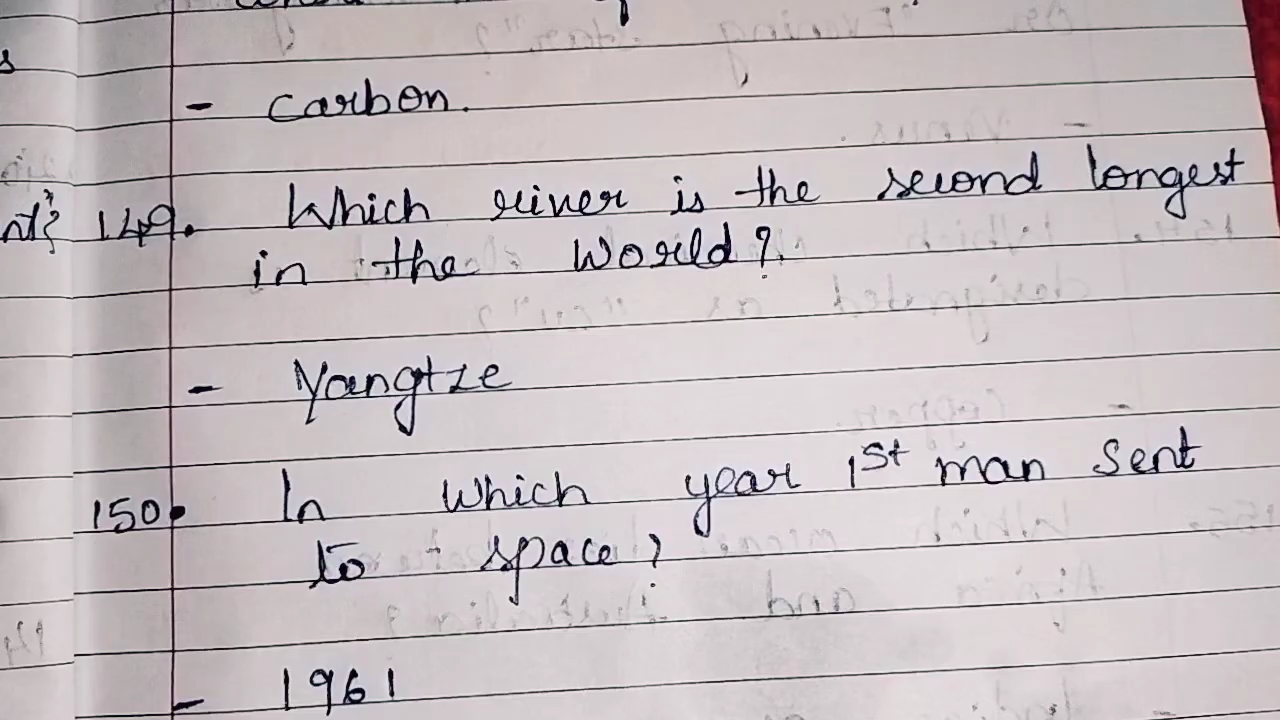 - Carbon.
149. Which river is the second longest
in the World?
- Yangtze
150. In which year 1st man sent
to space?
- 1961